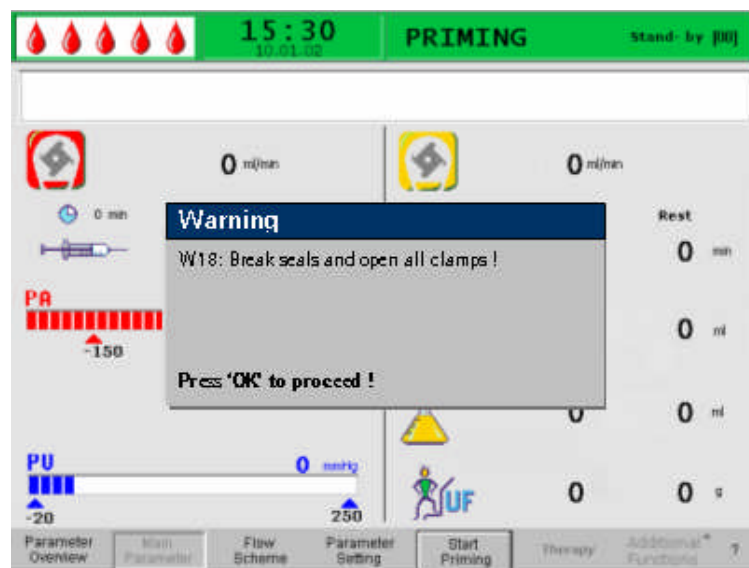 15:30 PRIMING Stand- by [00]
10.01.02
0 ml/min 0 ml/min
0 min
Rest
0 min
Warning
W18: Break seals and open all clamps !
Press 'OK' to proceed !
PA
-150
0 ml
0 0 ml
PU 0 mmHg
-20 250
UF 0 0 g
Parameter Overview
Main Parameter
Flow Scheme
Parameter Setting
Start Priming
Therapy
Additional Functions
?